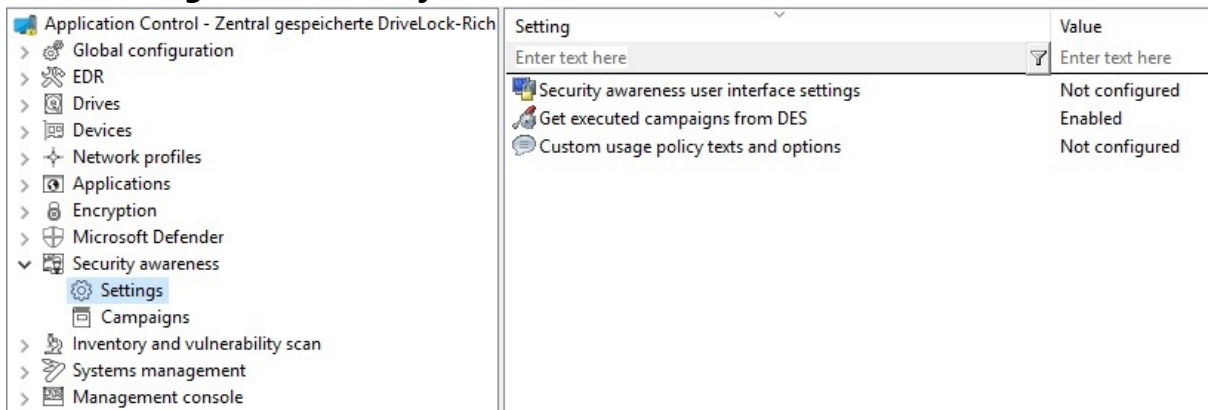 Application Control - Zentral gespeicherte DriveLock-Rich
Global configuration
EDR
Drives
Devices
Network profiles
Applications
Encryption
Microsoft Defender
Security awareness
Settings
Campaigns
Inventory and vulnerability scan
Systems management
Management console
Setting Value
Enter text here Enter text here
Security awareness user interface settings Not configured
Get executed campaigns from DES Enabled
Custom usage policy texts and options Not configured